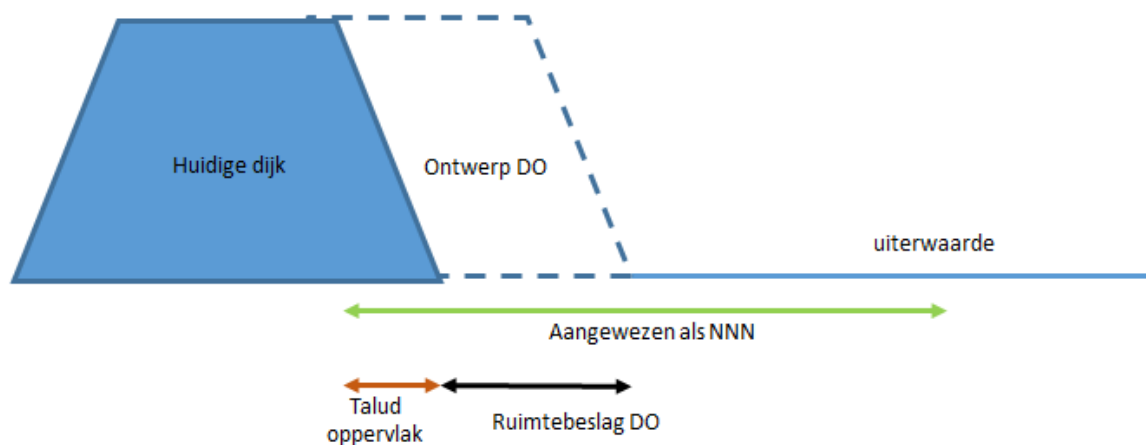 Huidige dijk
Ontwerp DO
uiterwaarde
Aangewezen als NNN
Talud
oppervlak
Ruimtebeslag DO